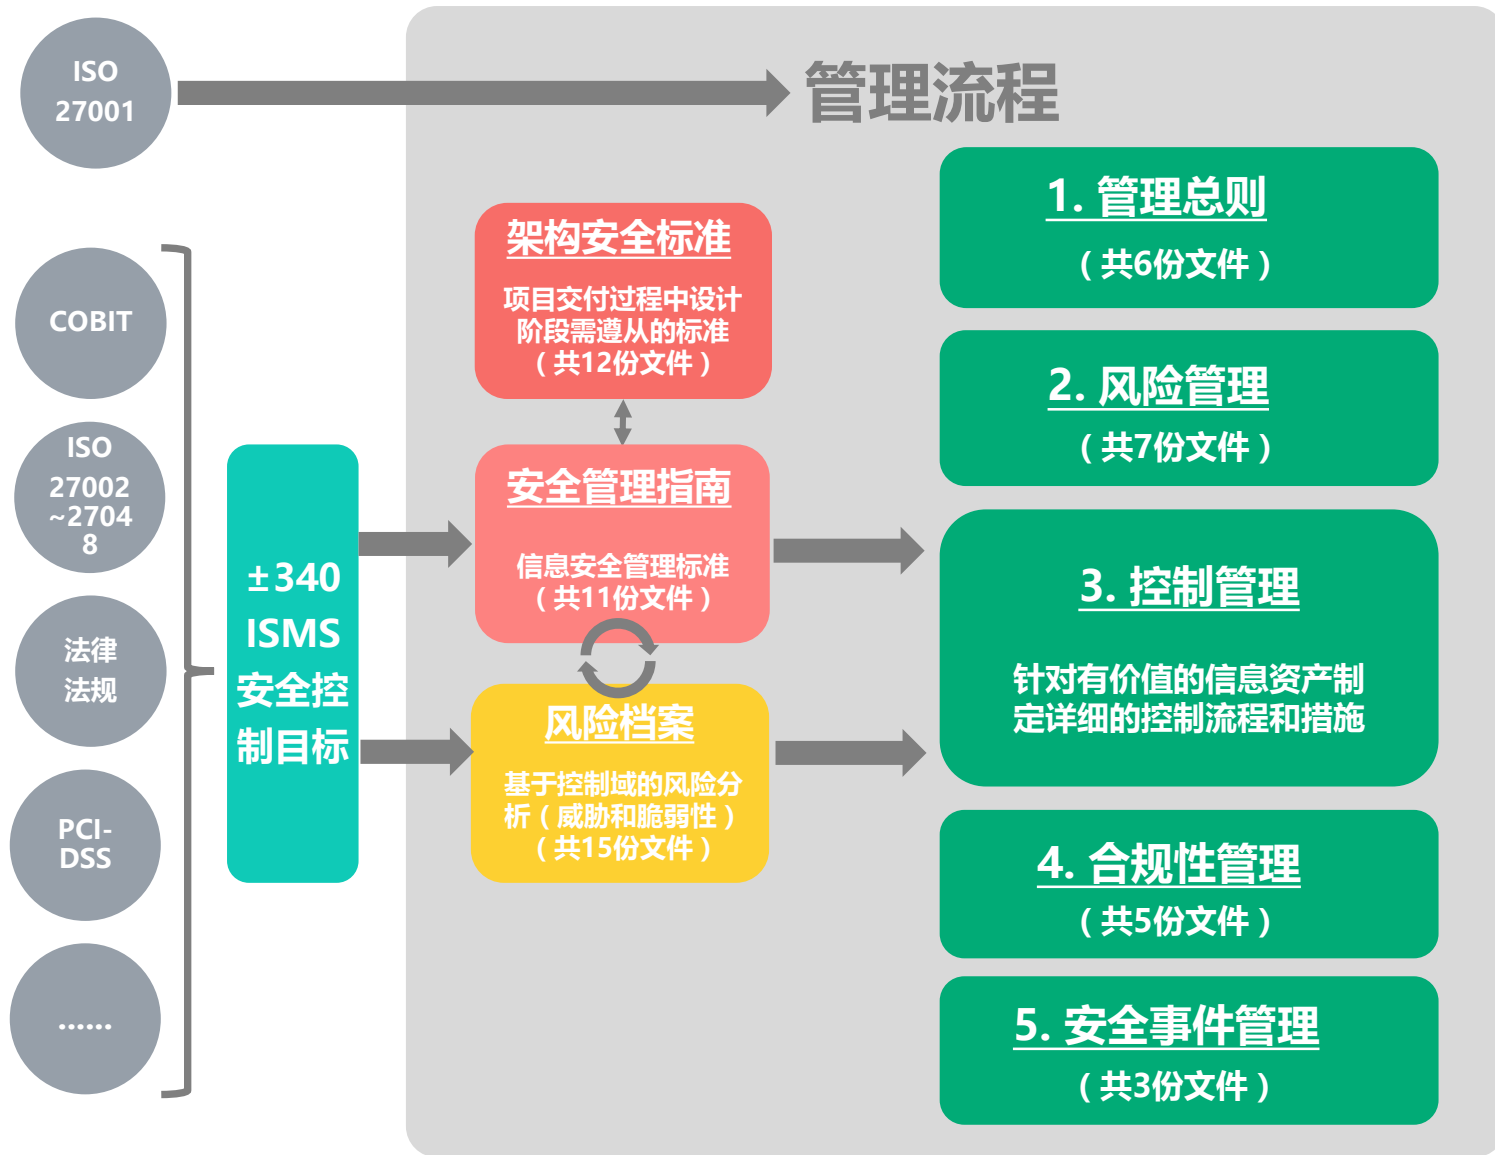 ISO
27001
管理流程
COBIT
ISO
27002
~2704
8
法律
法规
PCI-
DSS
......
±340
ISMS
安全控
制目标
架构安全标准
项目交付过程中设计
阶段需遵从的标准
（共12份文件）
安全管理指南
信息安全管理标准
（共11份文件）
风险档案
基于控制域的风险分
析（威胁和脆弱性）
（共15份文件）
1. 管理总则
（共6份文件）
2. 风险管理
（共7份文件）
3. 控制管理
针对有价值的信息资产制
定详细的控制流程和措施
4. 合规性管理
（共5份文件）
5. 安全事件管理
（共3份文件）